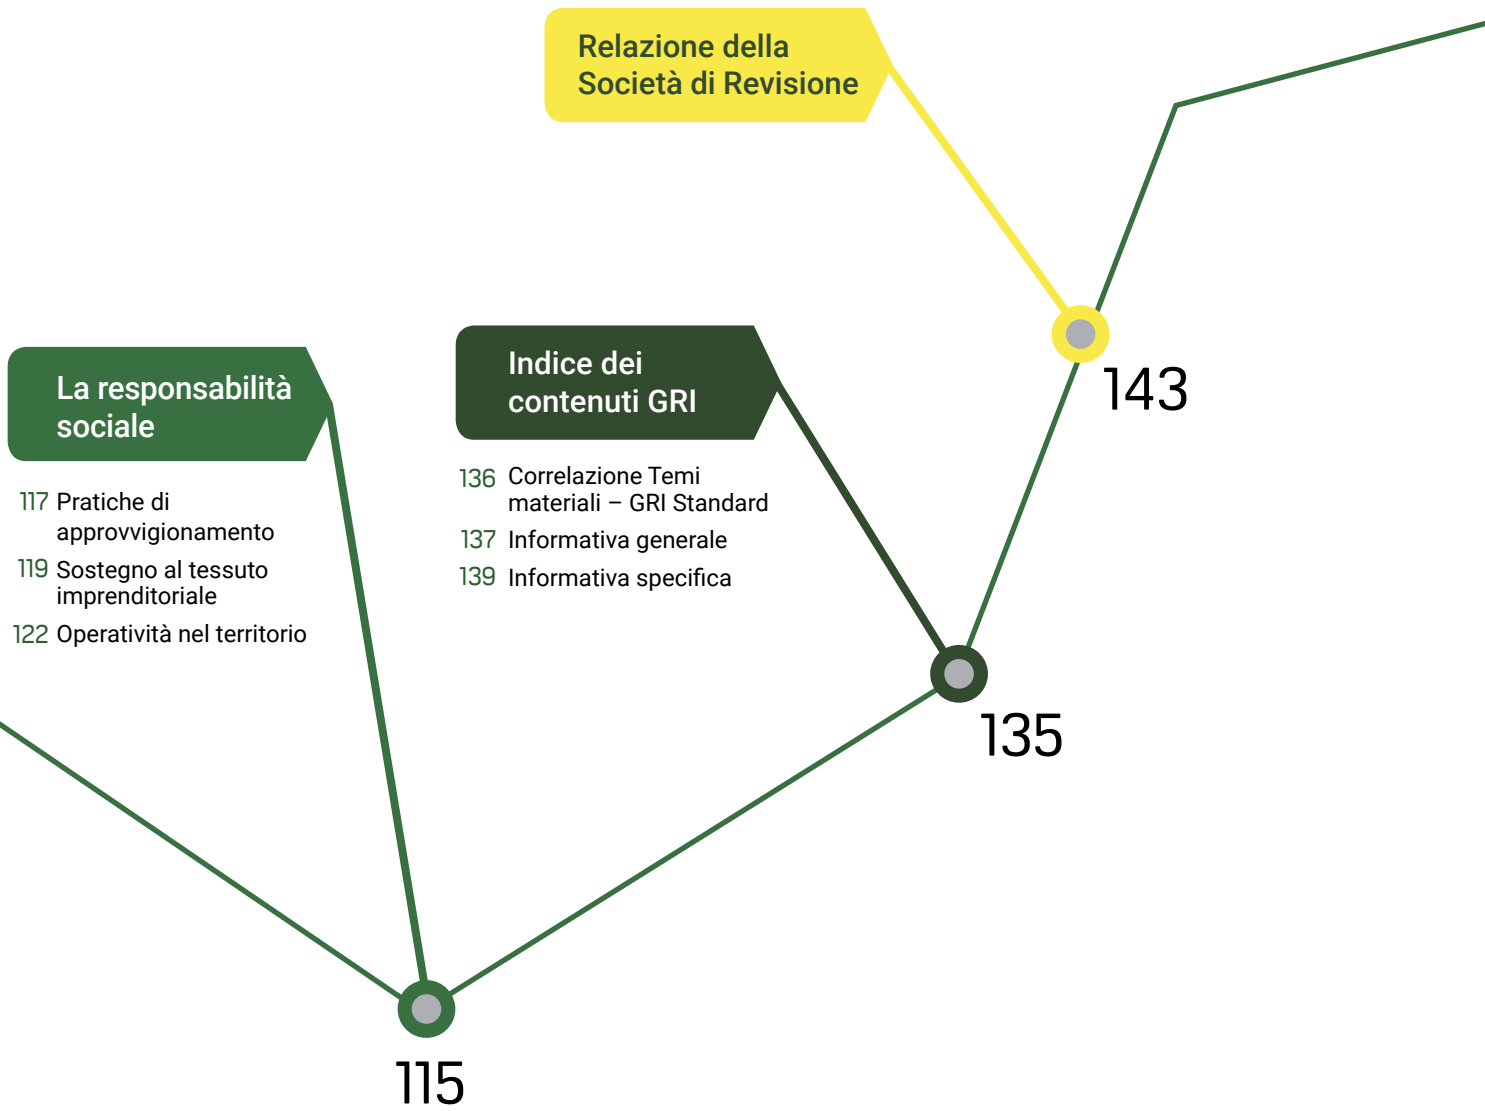 Relazione della
Società di Revisione
143
La responsabilità
sociale
117 Pratiche di
approvvigionamento
119 Sostegno al tessuto
imprenditoriale
122 Operatività nel territorio
115
Indice dei
contenuti GRI
136 Correlazione Temi
materiali – GRI Standard
137 Informativa generale
139 Informativa specifica
135